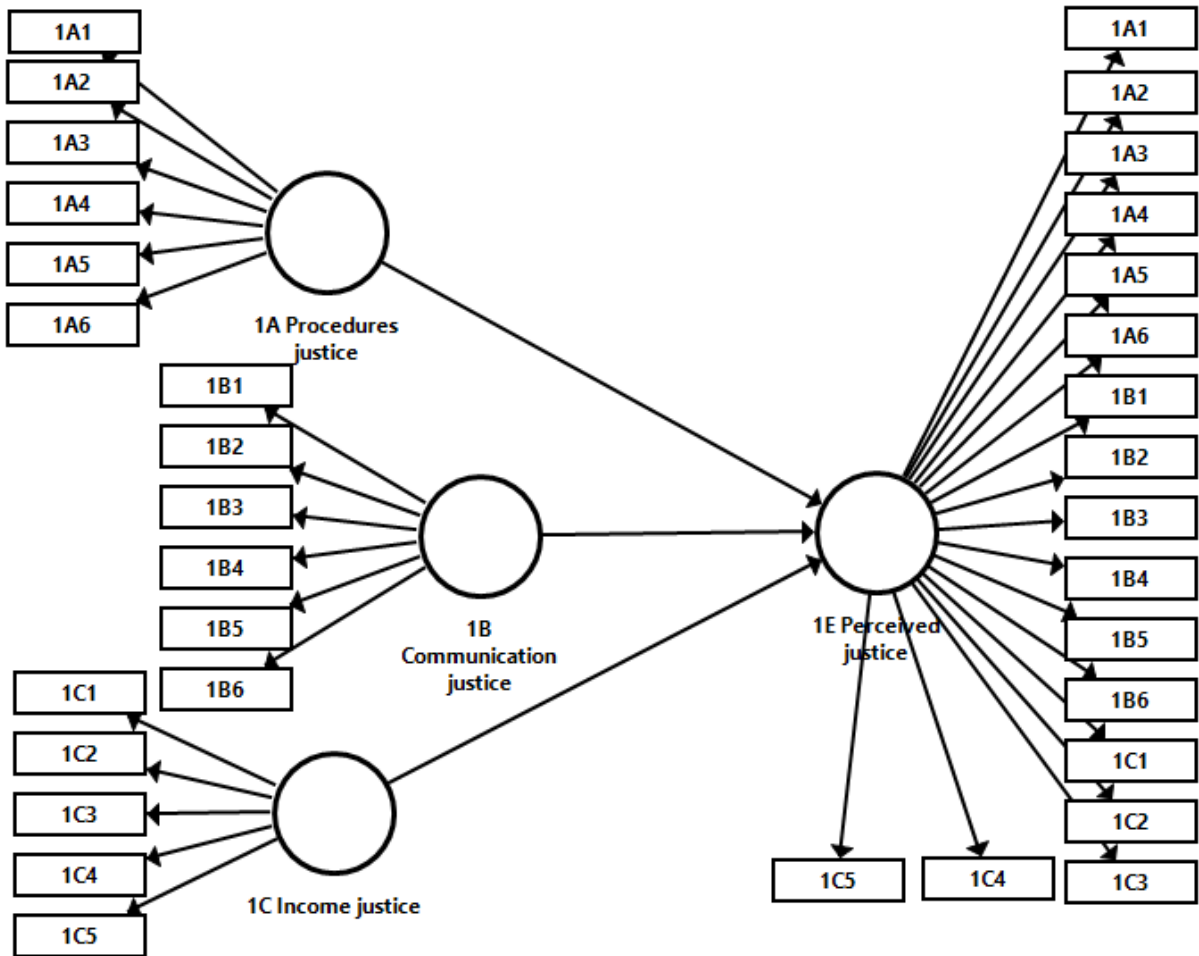 1A1
1A2
1A3
1A4
1A5
1A6
1A Procedures
justice
1B1
1B2
1B3
1B4
1B5
1B6
1B
Communication
justice
1C1
1C2
1C3
1C4
1C5
1C Income justice
1E Perceived
justice
1A1
1A2
1A3
1A4
1A5
1A6
1B1
1B2
1B3
1B4
1B5
1B6
1C1
1C2
1C3
1C4
1C5